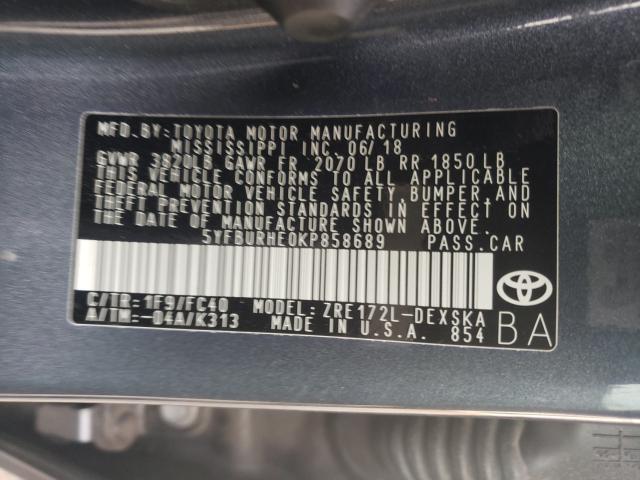 MFD.BY:TOYOTA MOTOR MANUFACTURING
MISSISSIPPI INC. 06/18
GVWR 3820LB GAWR FR 2070 LB RR 1850 LB
THIS VEHICLE CONFORMS TO ALL APPLICABLE
FEDERAL MOTOR VEHICLE SAFETY, BUMPER, AND
THEFT PREVENTION STANDARDS IN EFFECT ON
THE DATE OF MANUFACTURE SHOWN ABOVE.
5YFBURHE0KP858689 PASS.CAR
C/TR: 1F9/FC40 MODEL: ZRE172L-DEXSKA
A/TM: -04A/K313 MADE IN U.S.A. 854
BA